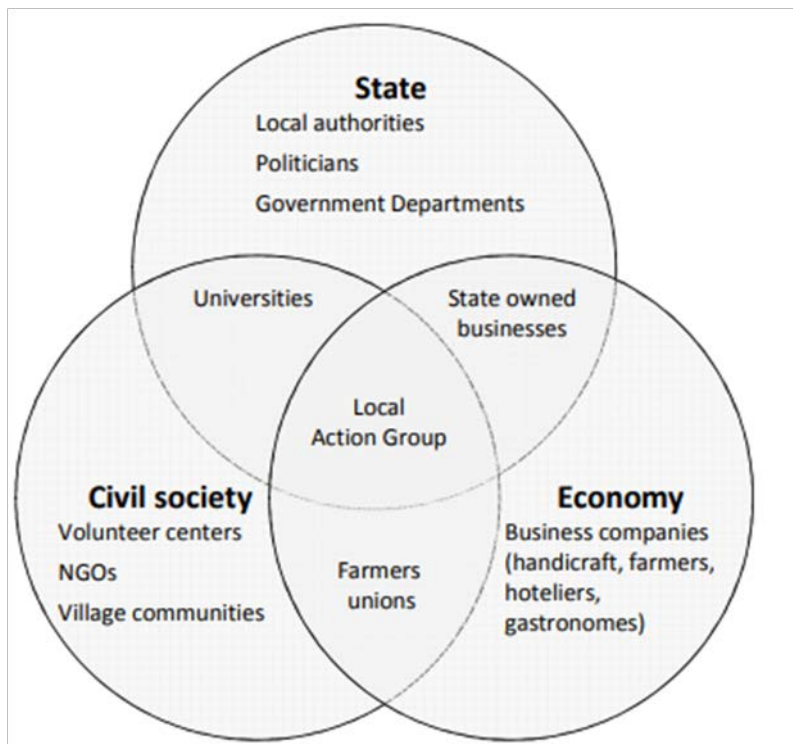 State
Local authorities
Politicians
Government Departments
Universities
State owned
businesses
Local
Action Group
Civil society
Volunteer centers
NGOs
Village communities
Farmers
unions
Economy
Business companies
(handicraft, farmers,
hoteliers,
gastronomes)